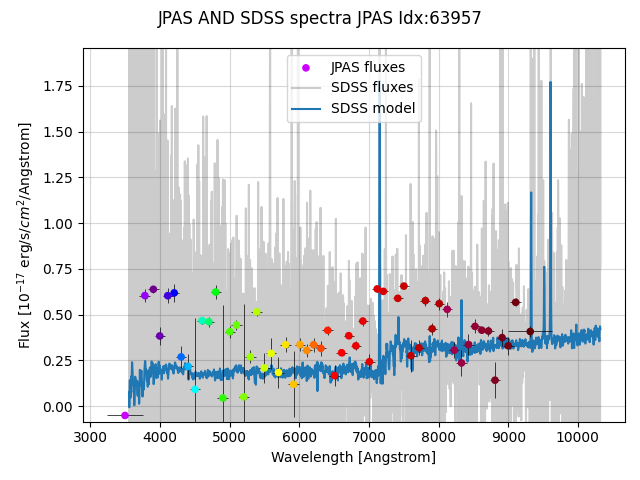 JPAS AND SDSS spectra JPAS Idx:63957
JPAS fluxes
SDSS fluxes
SDSS model
Flux [10⁻¹⁷ erg/s/cm²/Angstrom]
1.75
1.50
1.25
1.00
0.75
0.50
0.25
0.00
3000 4000 5000 6000 7000 8000 9000 10000
Wavelength [Angstrom]